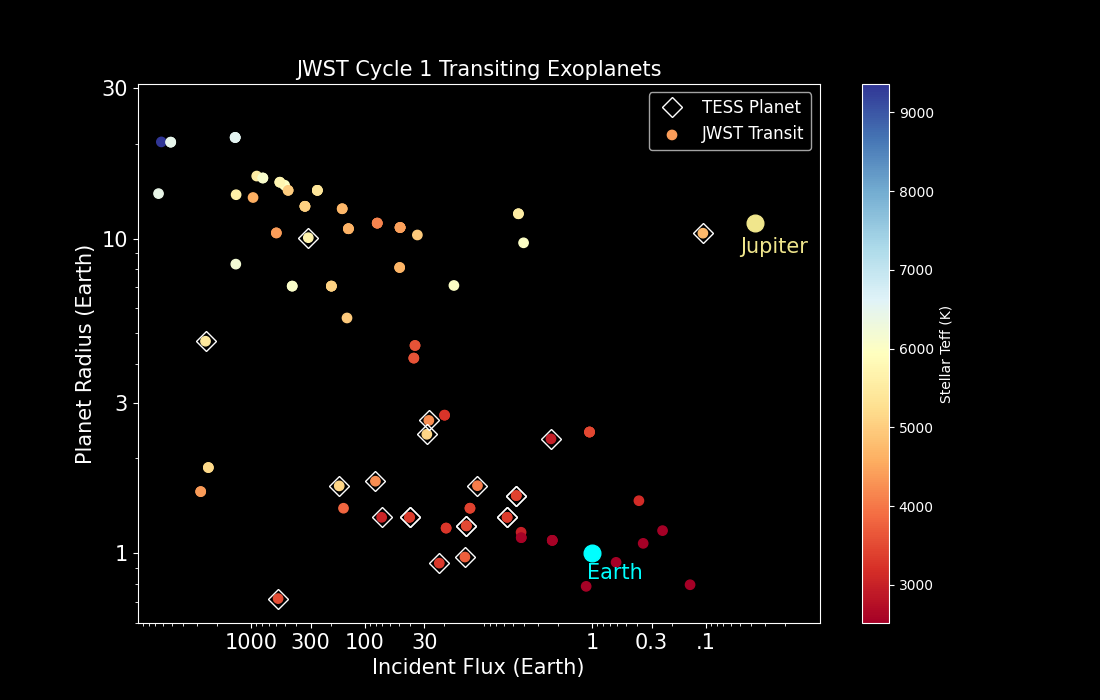 JWST Cycle 1 Transiting Exoplanets
TESS Planet
JWST Transit
30
10
3
1
Planet Radius (Earth)
1000 300 100 30 1 0.3 .1
Incident Flux (Earth)
Jupiter
Earth
9000
8000
7000
6000
5000
4000
3000
Stellar Teff (K)